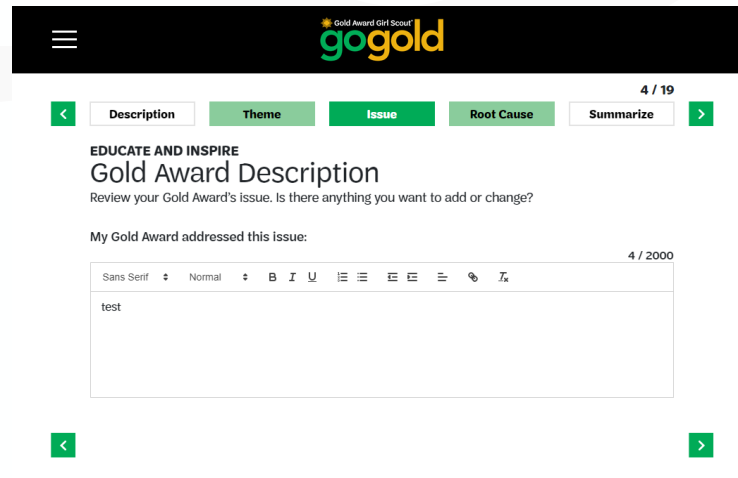 Gold Award Girl Scout
gogold
4 / 19
Description Theme Issue Root Cause Summarize
EDUCATE AND INSPIRE
Gold Award Description
Review your Gold Award's issue. Is there anything you want to add or change?
My Gold Award addressed this issue:
4 / 2000
Sans Serif Normal B I U
test